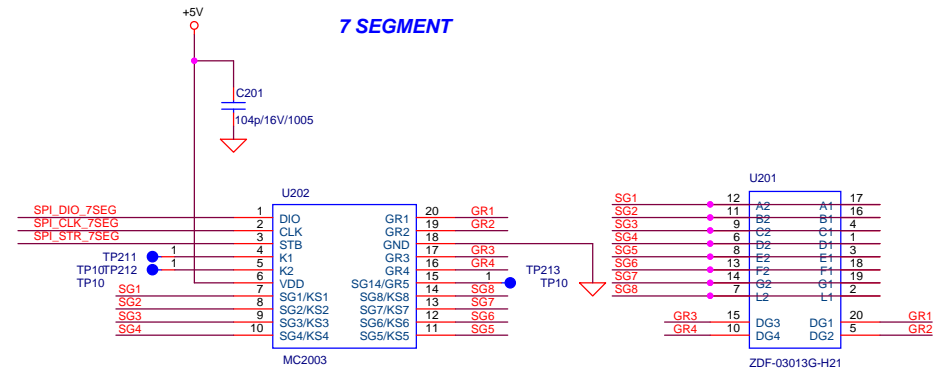 7 SEGMENT
+5V
C201
104p/16V/1005
U202
SPI_DIO_7SEG 1 DIO GR1 20 GR1
SPI_CLK_7SEG 2 CLK GR2 19 GR2
SPI_STR_7SEG 3 STB GND 18
TP211 1 4 K1 GR3 17 GR3
TP10 TP212 1 5 K2 GR4 16 GR4
TP10 6 VDD SG14/GR5 15 1 TP213
TP10
SG1 7 SG1/KS1 SG8/KS8 14 SG8
SG2 8 SG2/KS2 SG7/KS7 13 SG7
SG3 9 SG3/KS3 SG6/KS6 12 SG6
SG4 10 SG4/KS4 SG5/KS5 11 SG5
MC2003
U201
SG1 12 A2 A1 17
SG2 11 B2 B1 16
SG3 9 C2 C1 4
SG4 6 D2 D1 1
SG5 8 E2 E1 3
SG6 13 F2 F1 18
SG7 14 G2 G1 19
SG8 7 L2 L1 2
GR3 15 DG3 DG1 20 GR1
GR4 10 DG4 DG2 5 GR2
ZDF-03013G-H21